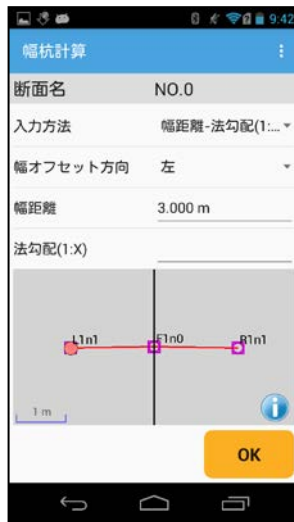 9:42
幅杭計算
断面名 NO.0
入力方法 幅距離-法勾配(1:...
幅オフセット方向 左
幅距離 3.000 m
法勾配(1:X)
L1n1 F1n0 R1n1
1 m
OK